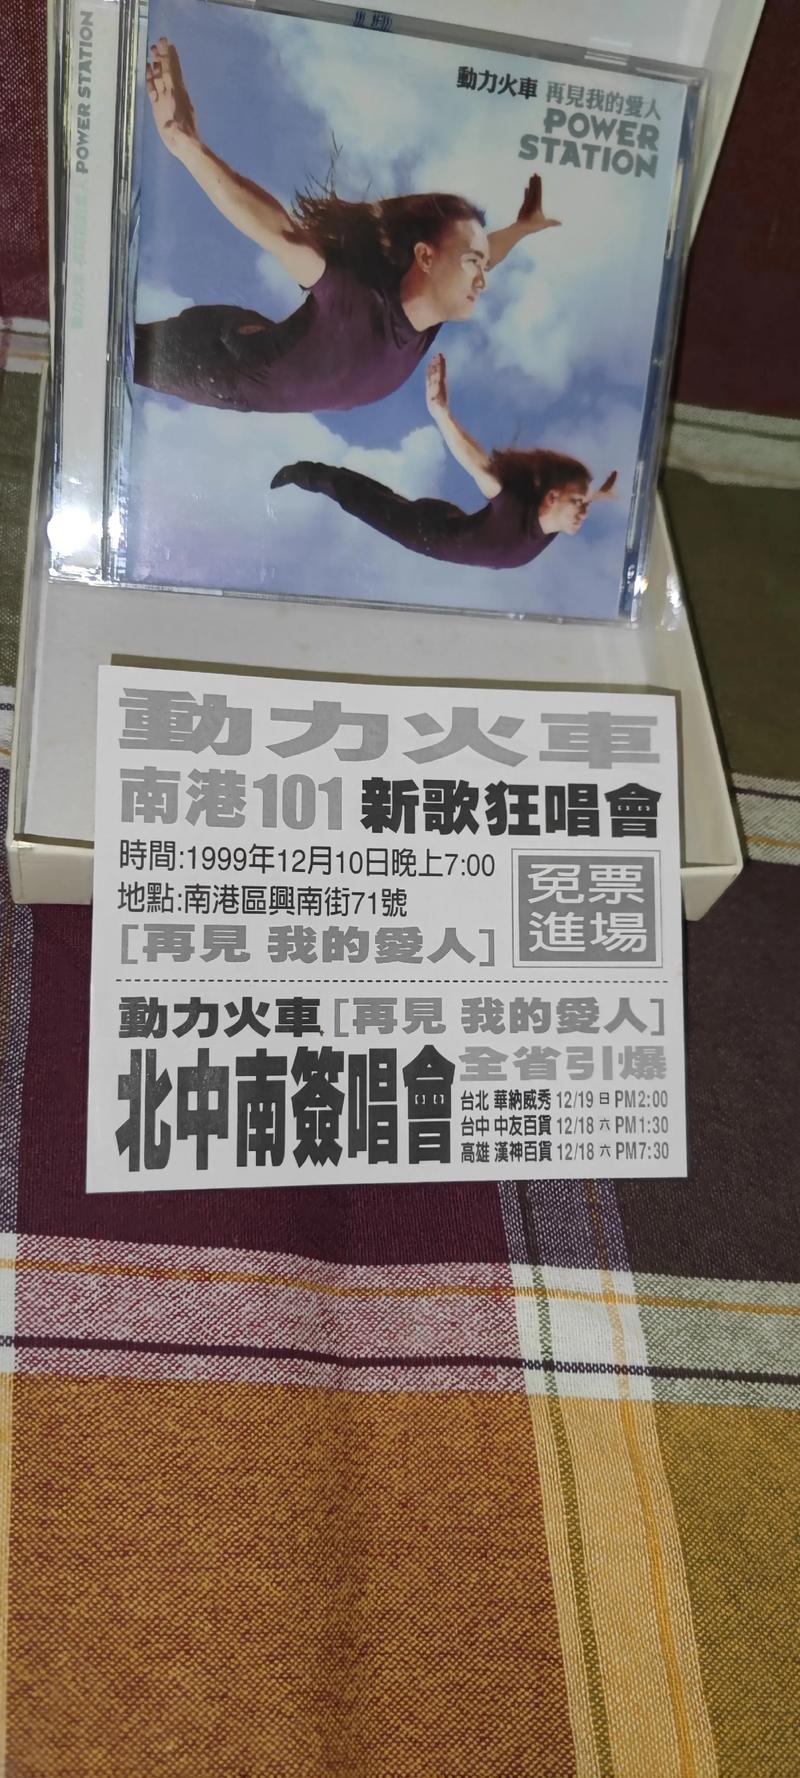 POWER STATION
動力火車 再見我的愛人
POWER
STATION
動力火車
南港101 新歌狂唱會
時間:1999年12月10日晚上7:00
地點:南港區興南街71號
[再見 我的愛人]
免票
進場
動力火車[再見 我的愛人]
北中南簽唱會
全省引爆
台北 華納威秀 12/19 日 PM2:00
台中 中友百貨 12/18 六 PM1:30
高雄 漢神百貨 12/18 六 PM7:30